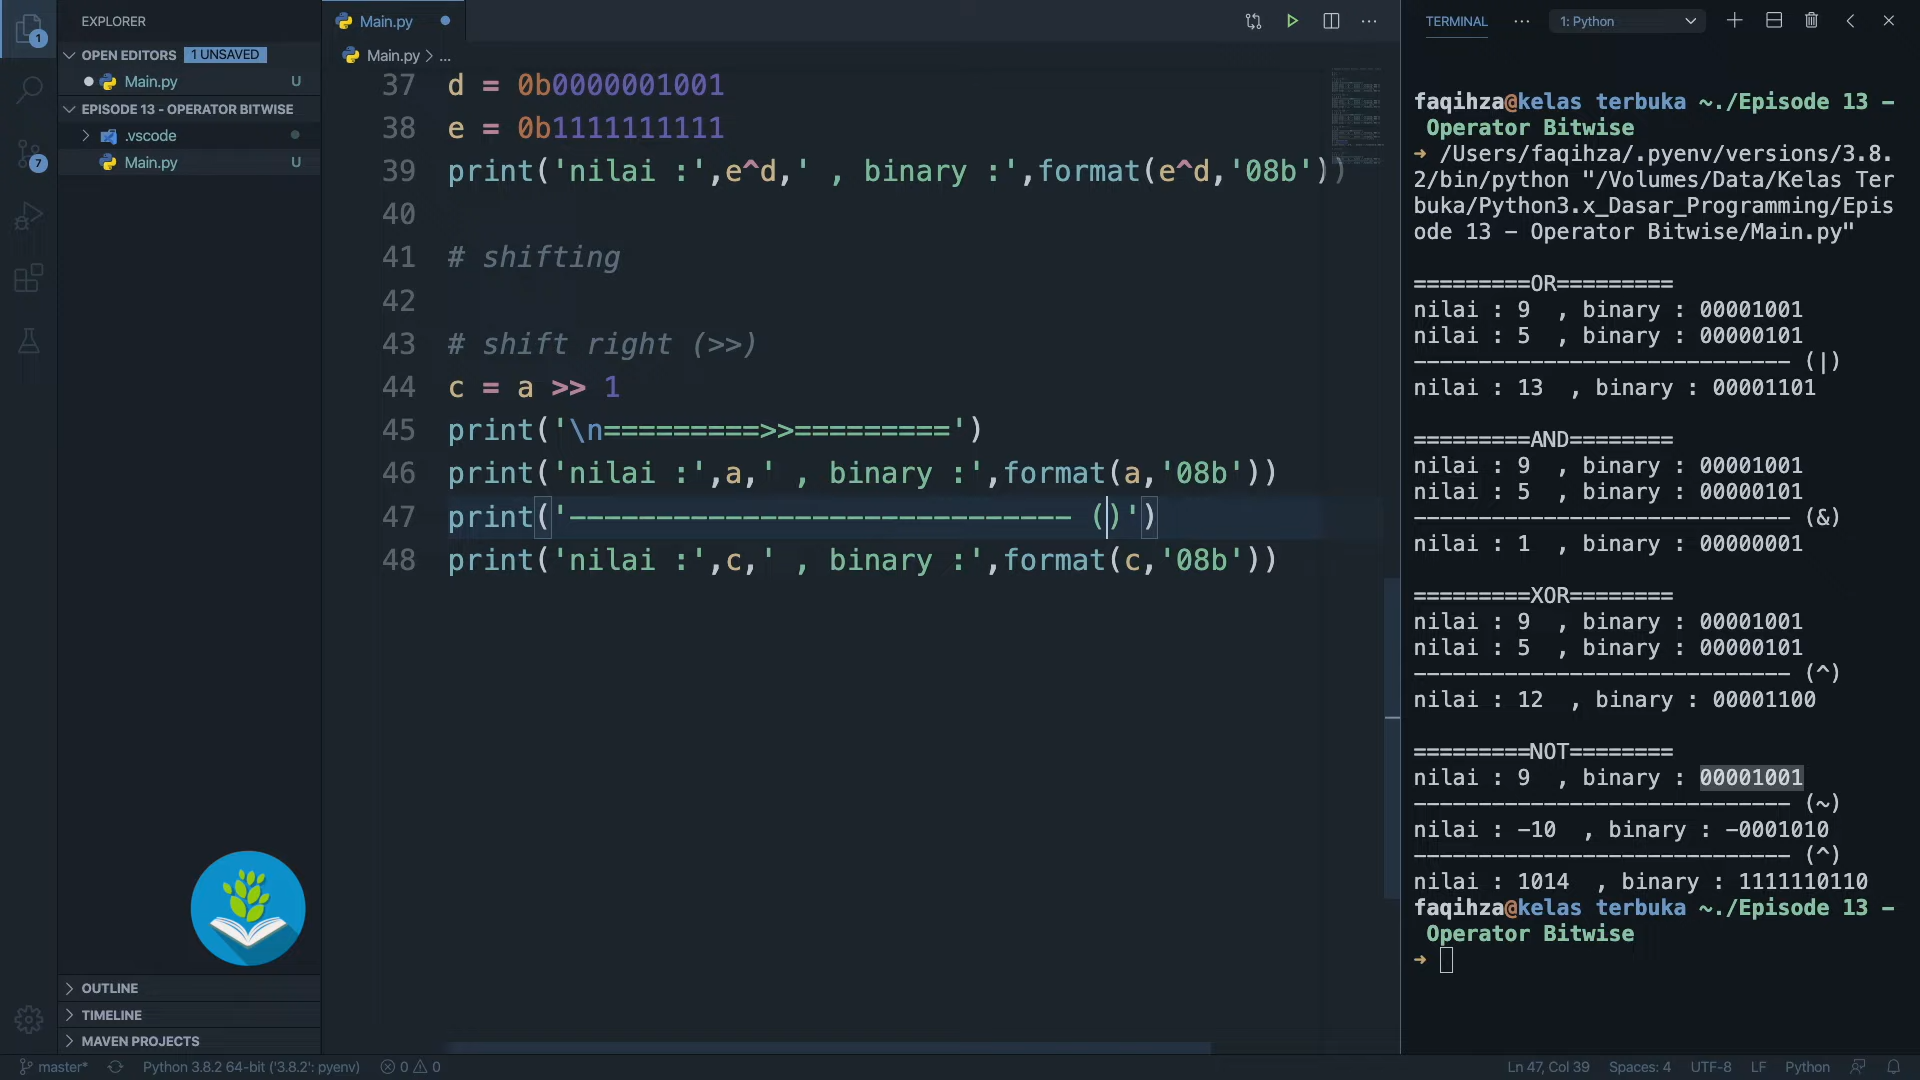 EXPLORER
OPEN EDITORS 1 UNSAVED
Main.py U
EPISODE 13 - OPERATOR BITWISE
.vscode
Main.py U
OUTLINE
TIMELINE
MAVEN PROJECTS
1
7
Main.py
Main.py > ...
37 d = 0b0000001001
38 e = 0b1111111111
39 print('nilai :',e^d,' , binary :',format(e^d,'08b'))
40
41 # shifting
42
43 # shift right (>>)
44 c = a >> 1
45 print('\n=========>>=========')
46 print('nilai :',a,' , binary :',format(a,'08b'))
47 print('----------------------------- ()')
48 print('nilai :',c,' , binary :',format(c,'08b'))
TERMINAL ... 1: Python
faqihza@kelas terbuka ~./Episode 13 -
Operator Bitwise
➜ /Users/faqihza/.pyenv/versions/3.8.
2/bin/python "/Volumes/Data/Kelas Ter
buka/Python3.x_Dasar_Programming/Epis
ode 13 - Operator Bitwise/Main.py"
=========OR=========
nilai : 9  , binary : 00001001
nilai : 5  , binary : 00000101
----------------------------- (|)
nilai : 13  , binary : 00001101
=========AND========
nilai : 9  , binary : 00001001
nilai : 5  , binary : 00000101
----------------------------- (&)
nilai : 1  , binary : 00000001
=========XOR========
nilai : 9  , binary : 00001001
nilai : 5  , binary : 00000101
----------------------------- (^)
nilai : 12  , binary : 00001100
=========NOT========
nilai : 9  , binary : 00001001
----------------------------- (~)
nilai : -10  , binary : -0001010
----------------------------- (^)
nilai : 1014  , binary : 1111110110
faqihza@kelas terbuka ~./Episode 13 -
Operator Bitwise
➜
master* Python 3.8.2 64-bit ('3.8.2': pyenv) 0 0 Ln 47, Col 39 Spaces: 4 UTF-8 LF Python